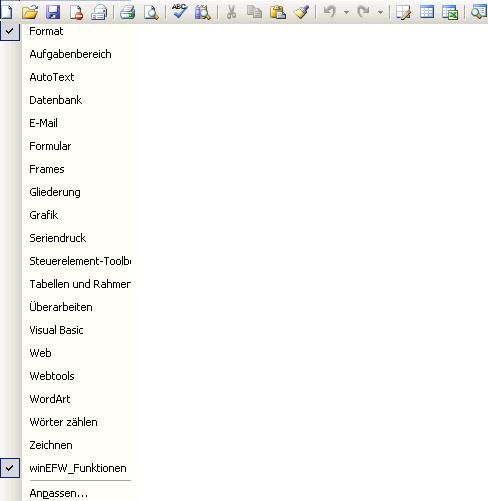 ABC
Format
Aufgabenbereich
AutoText
Datenbank
E-Mail
Formular
Frames
Gliederung
Grafik
Seriendruck
Steuerelement-Toolb
Tabellen und Rahmen
Überarbeiten
Visual Basic
Web
Webtools
WordArt
Wörter zählen
Zeichnen
winEFW_Funktionen
Anpassen...